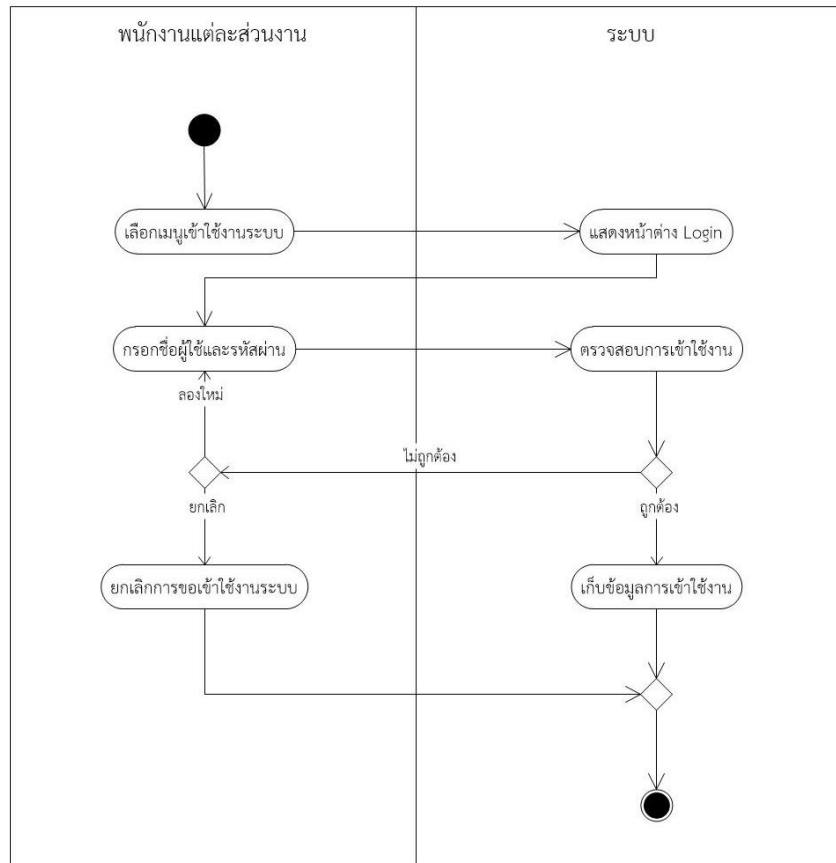 พนักงานแต่ละส่วนงาน
ระบบ
เลือกเมนูเข้าใช้งานระบบ
แสดงหน้าต่าง Login
กรอกชื่อผู้ใช้และรหัสผ่าน
ตรวจสอบการเข้าใช้งาน
ลองใหม่
ไม่ถูกต้อง
ยกเลิก
ถูกต้อง
ยกเลิกการขอเข้าใช้งานระบบ
เก็บข้อมูลการเข้าใช้งาน